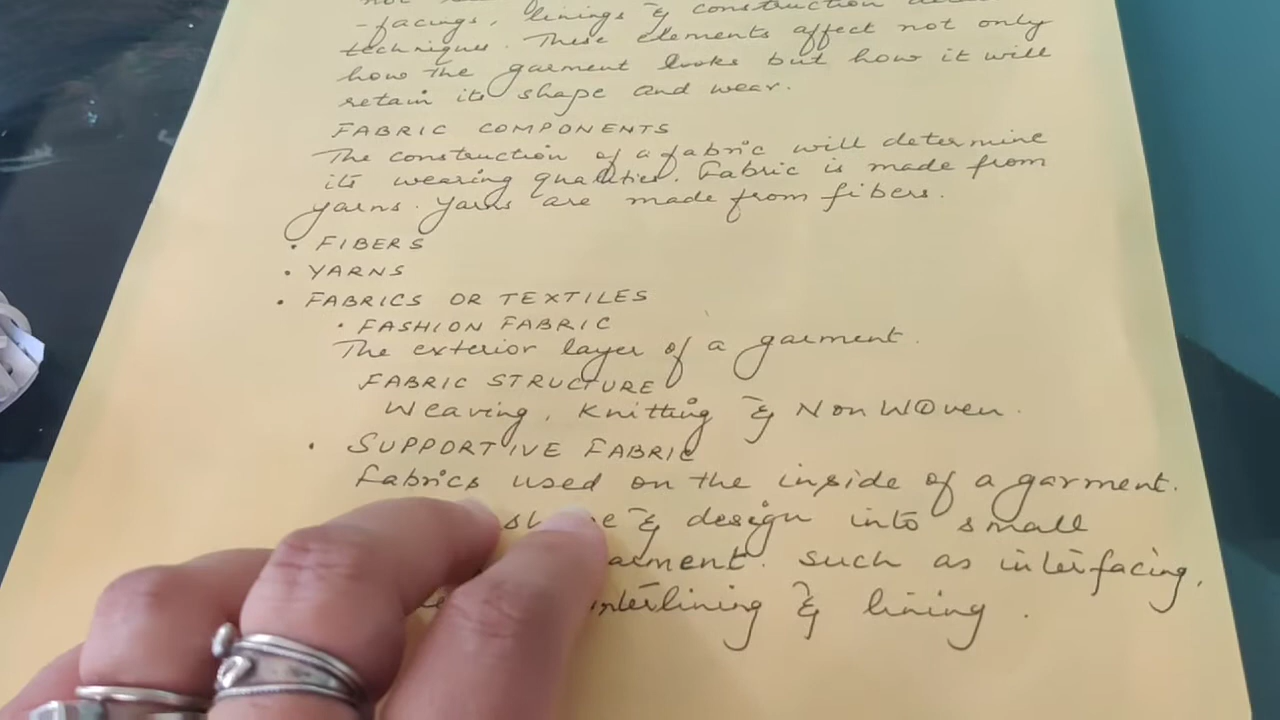 -facings, linings & construction
techniques. These elements affect not only
how the garment looks but how it will
retain its shape and wear.
FABRIC COMPONENTS
The construction of a fabric will determine
its wearing qualities. Fabric is made from
yarns. Yarns are made from fibers.
• FIBERS
• YARNS
• FABRICS OR TEXTILES
• FASHION FABRIC
The exterior layer of a garment.
FABRIC STRUCTURE
Weaving, Knitting & Non Woven.
• SUPPORTIVE FABRIC
Fabrics used on the inside of a garment.
& design into small
such as interfacing,
interlining & lining.